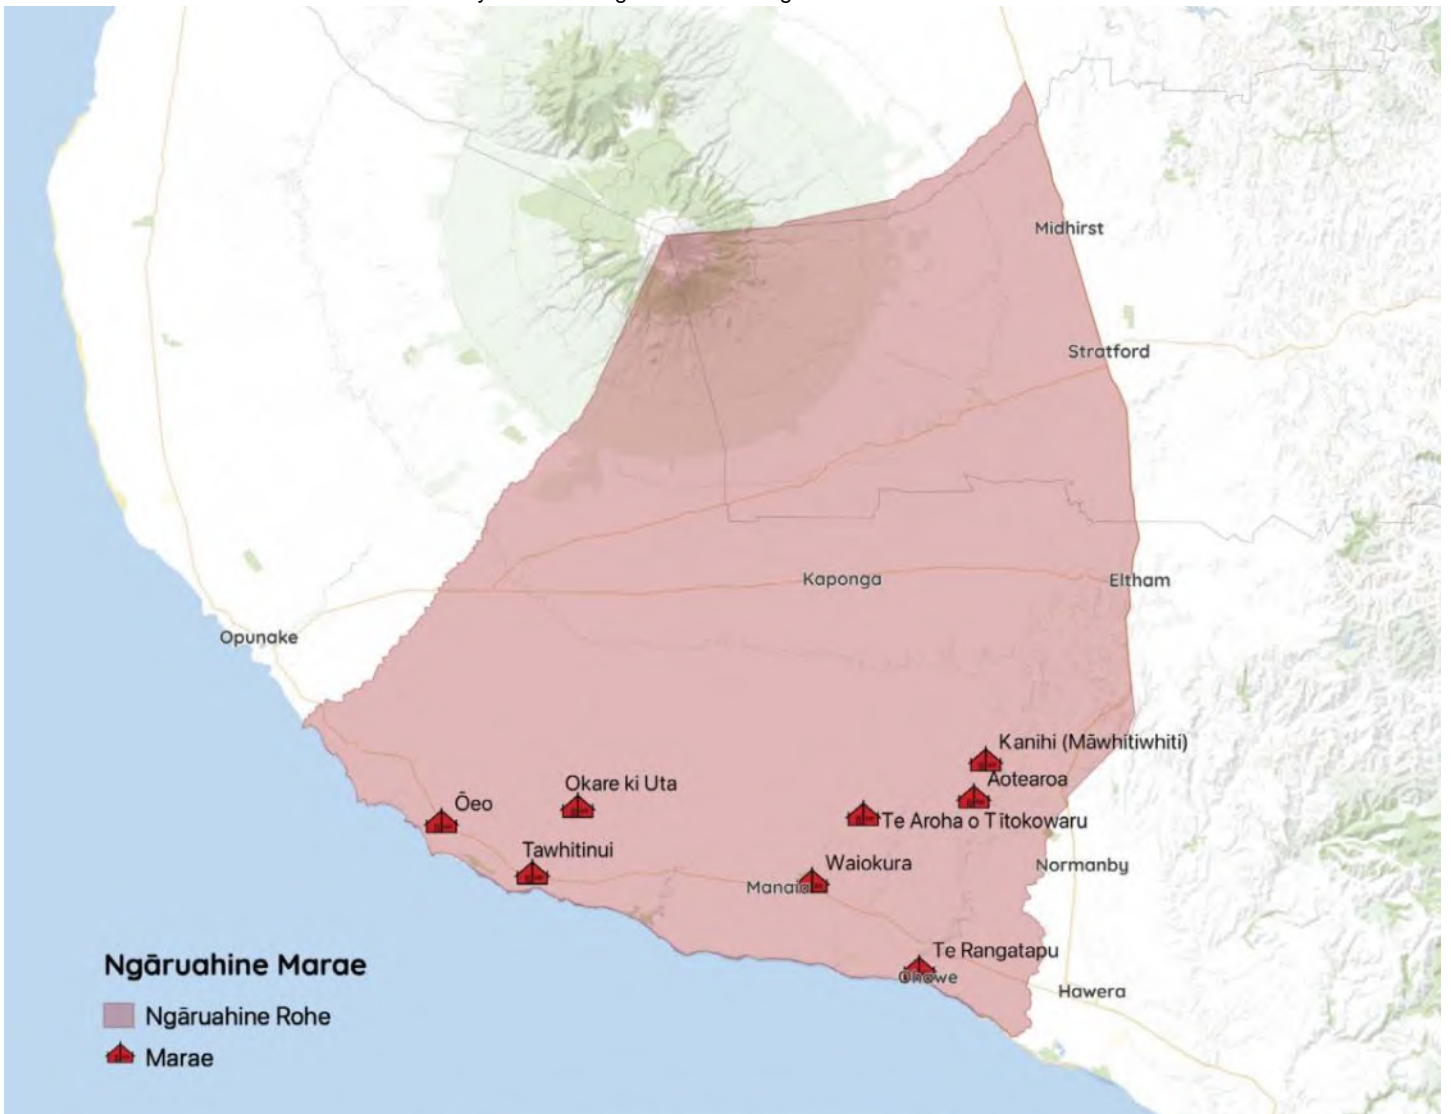 Midhirst
Stratford
Kaponga
Eltham
Opunake
Kanihi (Māwhitiwhiti)
Aotearoa
Okare ki Uta
Ōeo
Te Aroha o Tītokowaru
Tawhitinui
Waiokura
Normanby
Manaia
Te Rangatapu
Ohawe
Hawera
Ngāruahine Marae
Ngāruahine Rohe
Marae